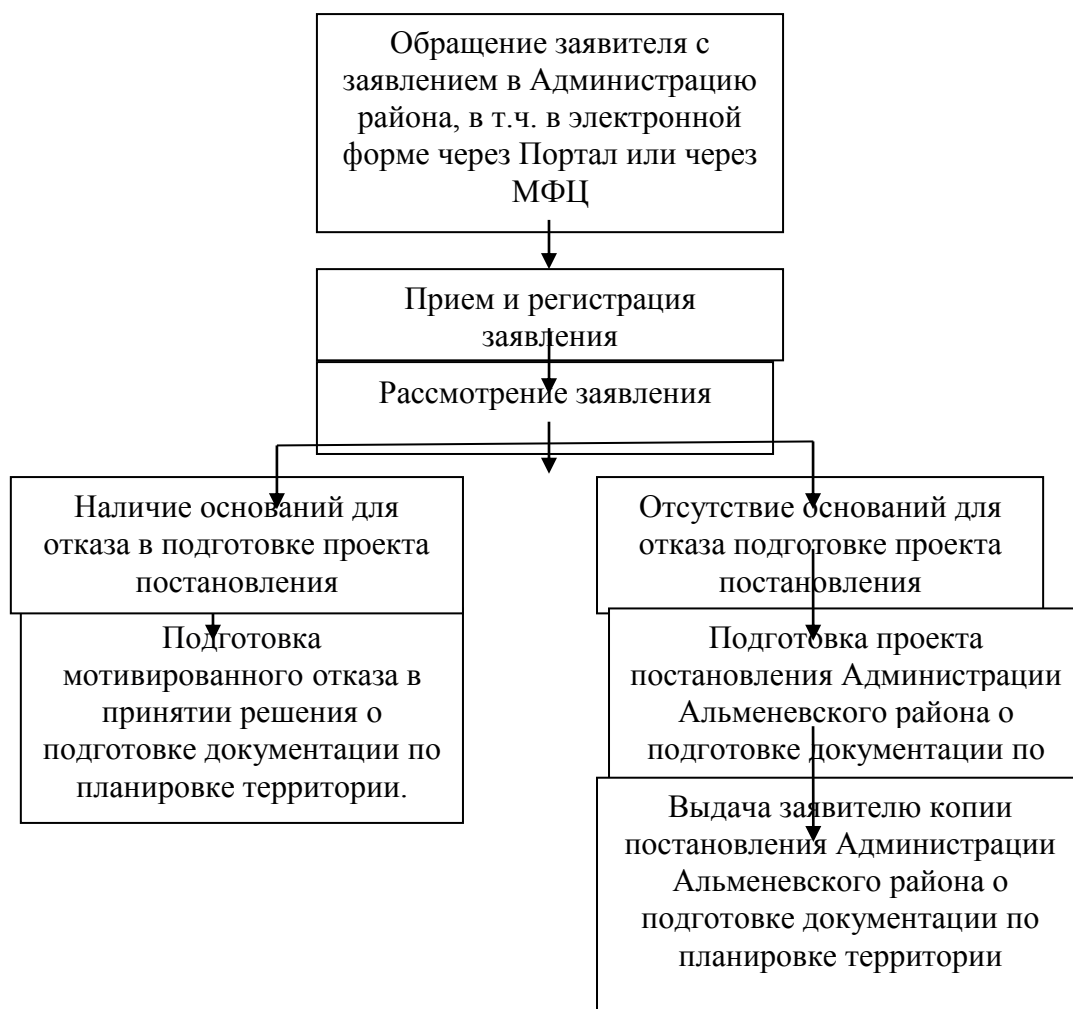 Обращение заявителя с
заявлением в Администрацию
района, в т.ч. в электронной
форме через Портал или через
МФЦ
Прием и регистрация
заявления
Рассмотрение заявления
Наличие оснований для
отказа в подготовке проекта
постановления
Подготовка
мотивированного отказа в
принятии решения о
подготовке документации по
планировке территории.
Отсутствие оснований для
отказа подготовке проекта
постановления
Подготовка проекта
постановления Администрации
Альменевского района о
подготовке документации по
Выдача заявителю копии
постановления Администрации
Альменевского района о
подготовке документации по
планировке территории